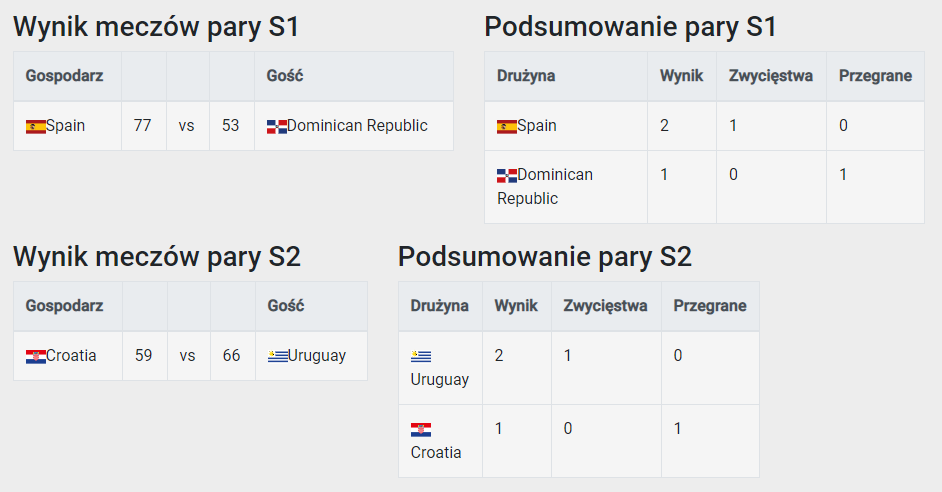 Wynik meczów pary S1
Gospodarz Gość
Spain 77 vs 53 Dominican Republic
Podsumowanie pary S1
Drużyna Wynik Zwycięstwa Przegrane
Spain 2 1 0
Dominican 1 0 1
Republic
Wynik meczów pary S2
Gospodarz Gość
Croatia 59 vs 66 Uruguay
Podsumowanie pary S2
Drużyna Wynik Zwycięstwa Przegrane
2 1 0
Uruguay
1 0 1
Croatia